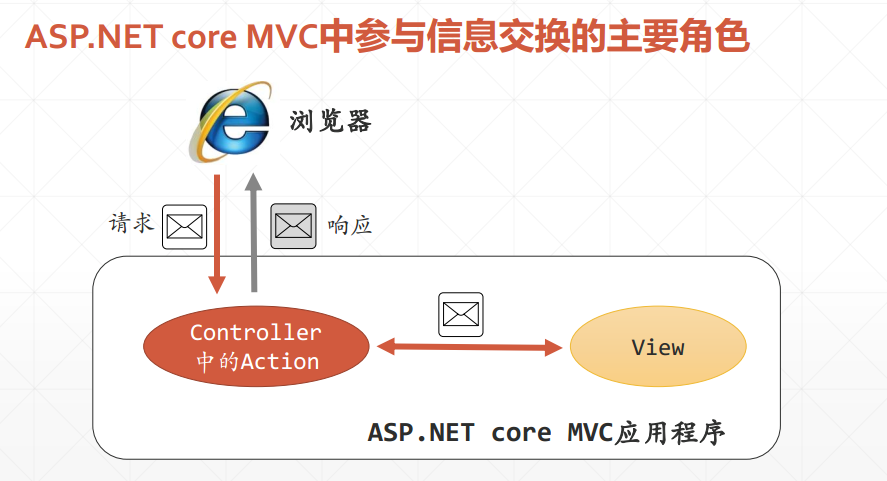 ASP.NET core MVC中参与信息交换的主要角色
浏览器
请求
响应
Controller
中的Action
View
ASP.NET core MVC应用程序